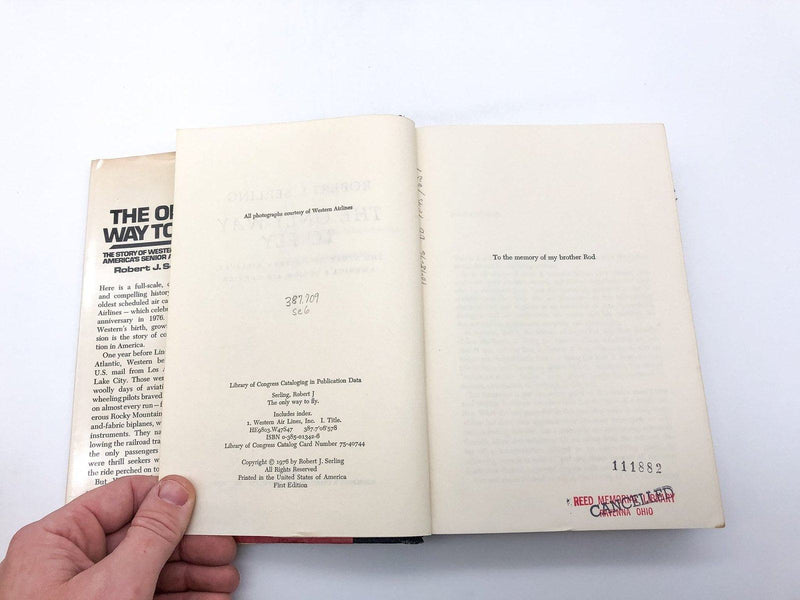 THE O
WAY TO
THE STORY OF WESTE
AMERICA'S SENIOR A
Robert J. S
Here is a full-scale,
and compelling history
oldest scheduled air ca
Airlines — which celeb
anniversary in 1976.
Western's birth, grow
sion is the story of co
tion in America.
One year before Lin
Atlantic, Western be
U.S. mail from Los A
Lake City. Those wer
woolly days of aviati
wheeling pilots braved
on almost every run — f
erous Rocky Mountain
and-fabric biplanes, w
instruments. They na
lowing the railroad tra
the only passengers
were thrill seekers w
the ride perched on to
But
All photographs courtesy of Western Airlines
387.709
Se6
Library of Congress Cataloging in Publication Data
Serling, Robert J
The only way to fly.
Includes index.
1. Western Air Lines, Inc. I. Title.
HE9803.W47S47 387.7'06'578
ISBN 0-385-01342-6
Library of Congress Catalog Card Number 75-40744
Copyright © 1976 by Robert J. Serling
All Rights Reserved
Printed in the United States of America
First Edition
To the memory of my brother Rod
111882
REED MEMORIAL LIBRARY
CANCELLED
RAVENNA OHIO